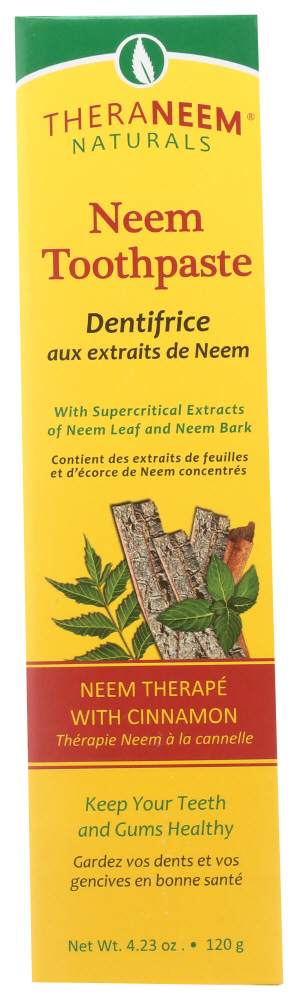 THERANEEM®
NATURALS
Neem
Toothpaste
Dentifrice
aux extraits de Neem
With Supercritical Extracts
of Neem Leaf and Neem Bark
Contient des extraits de feuilles
et d'écorce de Neem concentrés
NEEM THERAPÉ
WITH CINNAMON
Thérapie Neem à la cannelle
Keep Your Teeth
and Gums Healthy
Gardez vos dents et vos
gencives en bonne santé
Net Wt. 4.23 oz . • 120 g